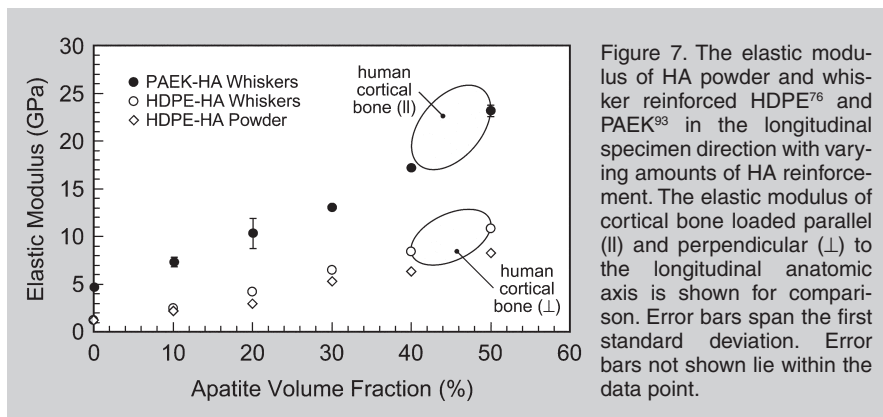 30
25
20
15
10
5
0
Elastic Modulus (GPa)
PAEK-HA Whiskers
HDPE-HA Whiskers
HDPE-HA Powder
human
cortical
bone (ll)
human
cortical
bone (⊥)
0 10 20 30 40 50 60
Apatite Volume Fraction (%)
Figure 7. The elastic modu-
lus of HA powder and whis-
ker reinforced HDPE⁷⁶ and
PAEK⁹³ in the longitudinal
specimen direction with vary-
ing amounts of HA reinforce-
ment. The elastic modulus of
cortical bone loaded parallel
(ll) and perpendicular (⊥) to
the longitudinal anatomic
axis is shown for compari-
son. Error bars span the first
standard deviation. Error
bars not shown lie within the
data point.